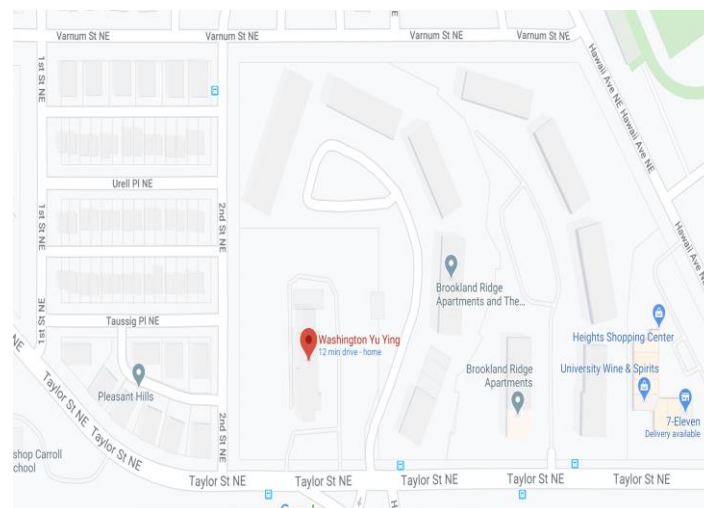 Varnum St NE
Varnum St NE
Varnum St NE
Varnum St NE
1st St NE
Hawaii Ave NE
Hawaii Ave NE
Urell Pl NE
1st St NE
2nd St NE
Hawaii Ave NE
Brookland Ridge
Apartments and The...
Taussig Pl NE
1st St NE
Washington Yu Ying
12 min drive - home
Heights Shopping Center
University Wine & Spirits
Brookland Ridge
Apartments
Pleasant Hills
7-Eleven
Delivery available
Taylor St NE
Taylor St NE
2nd St NE
shop Carroll
chool
NE
Taylor St NE
Taylor St NE
Taylor St NE
Taylor St NE
Taylor St NE
H